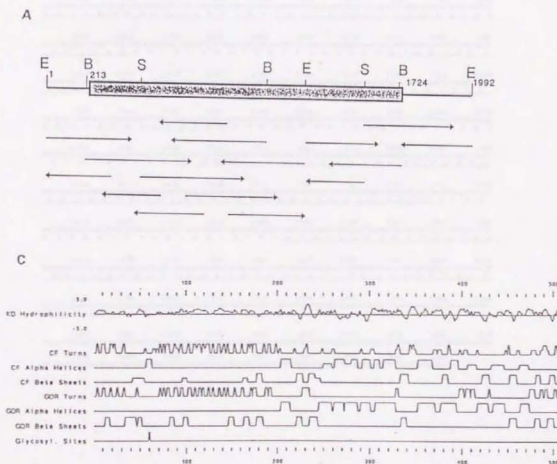 A
E B S B E S B E
1 213 1724 1992
C
100 200 300 400 500
3.0
KD Hydrophilicity
-3.0
CF Turns
CF Alpha Helices
CF Beta Sheets
GOR Turns
GOR Alpha Helices
GOR Beta Sheets
Glycosyl. Sites
100 200 300 400 500